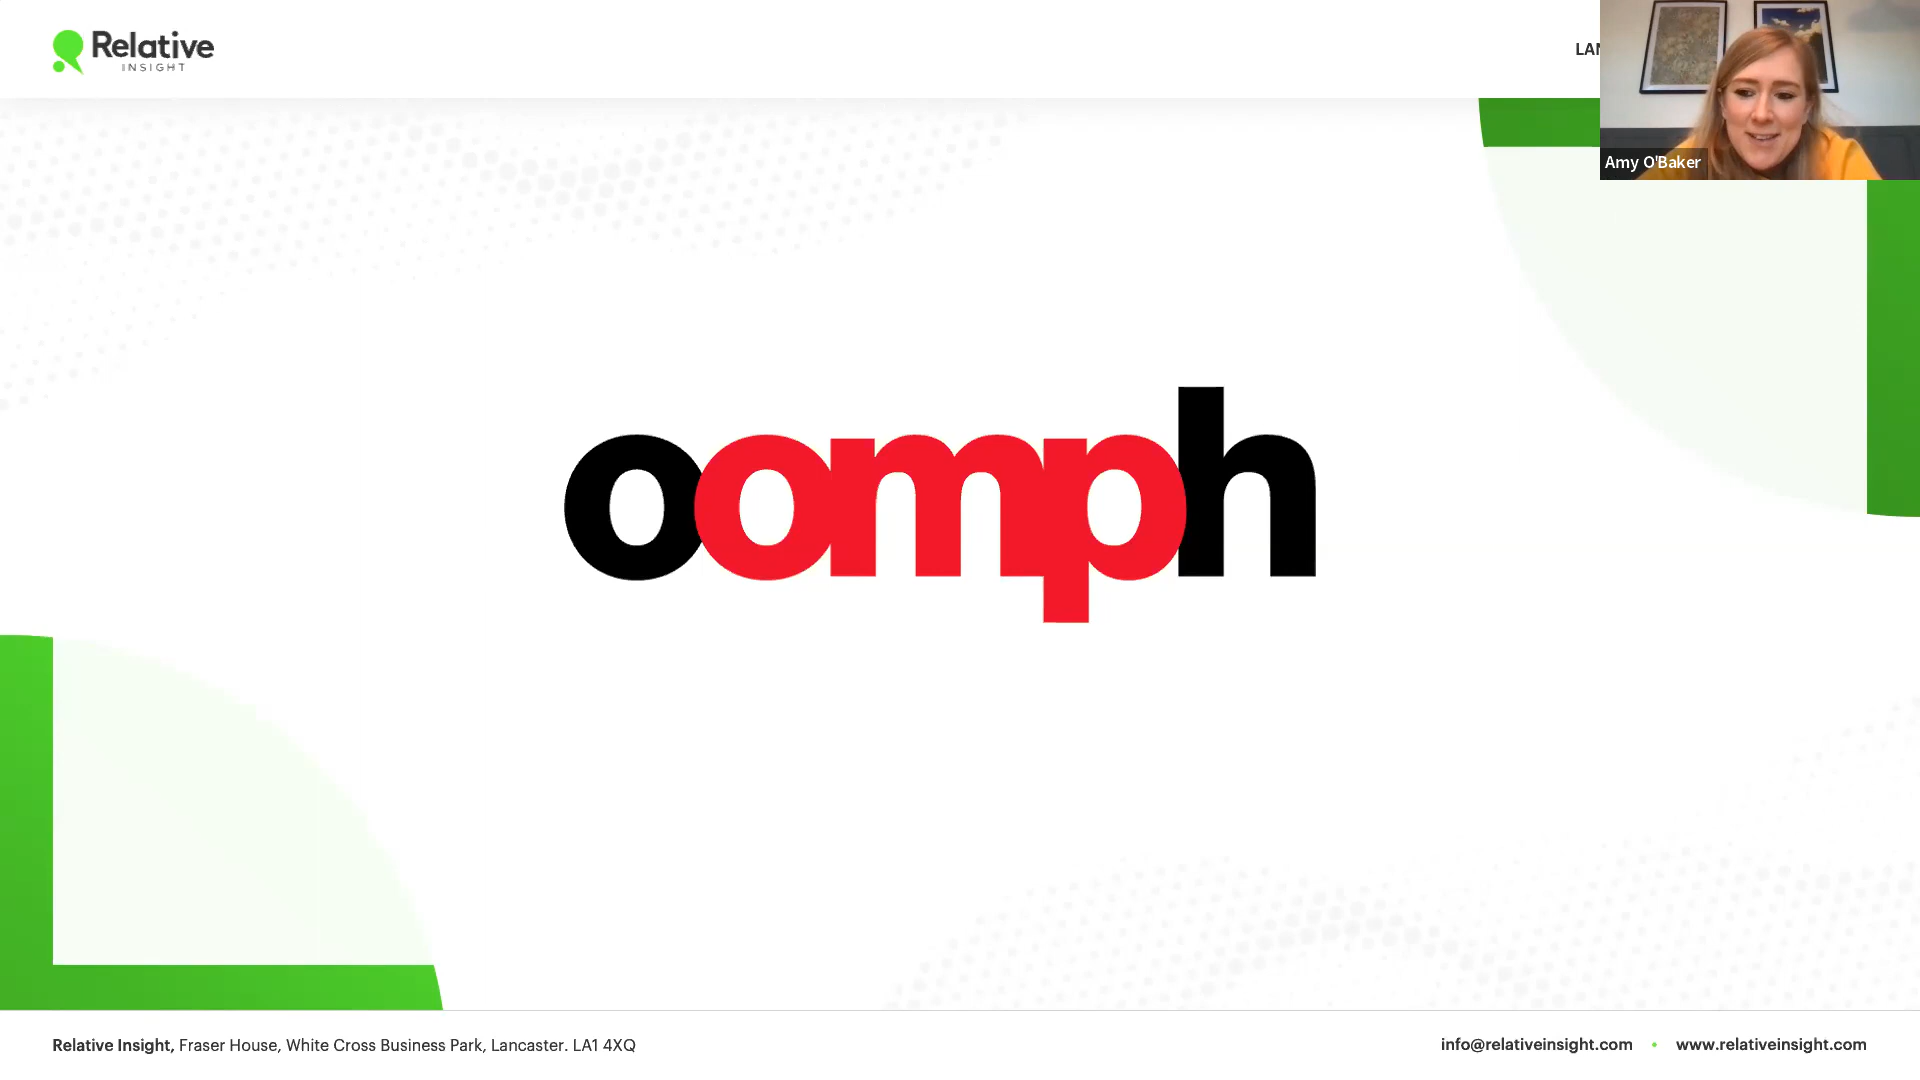 Relative
INSIGHT
Amy O'Baker
oomph
Relative Insight, Fraser House, White Cross Business Park, Lancaster. LA1 4XQ
info@relativeinsight.com • www.relativeinsight.com